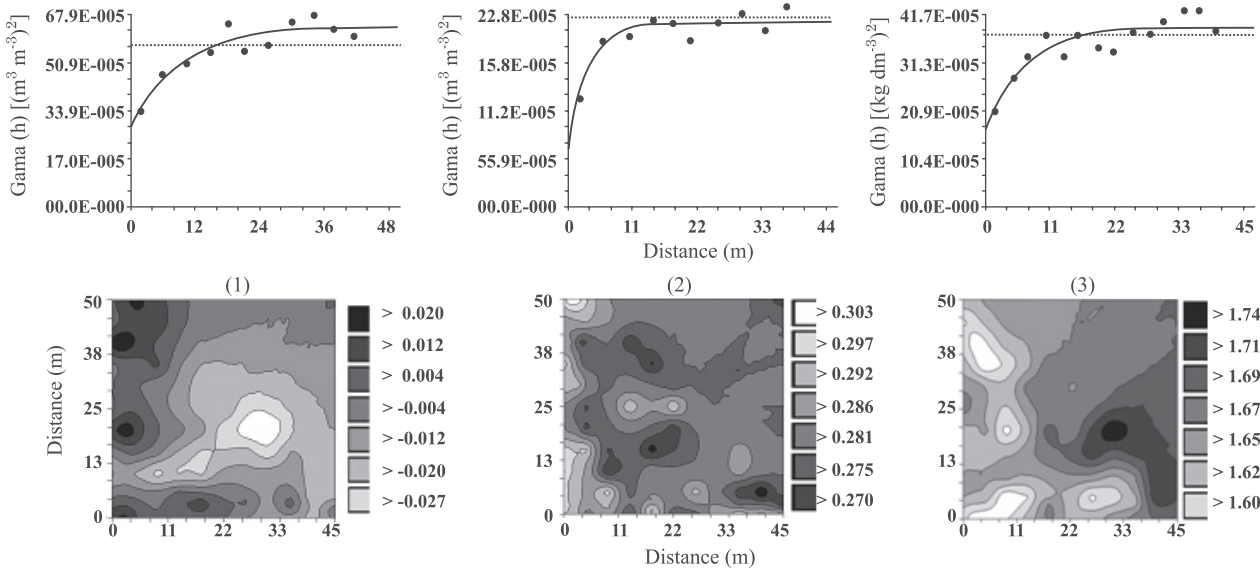 Gama (h) [(m³ m⁻³)²]
67.9E-005
50.9E-005
33.9E-005
17.0E-005
00.0E-000
0 12 24 36 48
Gama (h) [(m³ m⁻³)²]
22.8E-005
15.8E-005
11.2E-005
55.9E-005
00.0E-000
0 11 22 33 44
Distance (m)
Gama (h) [(kg dm⁻³)²]
41.7E-005
31.3E-005
20.9E-005
10.4E-005
00.0E-000
0 11 22 33 45
(1)
Distance (m)
50
38
25
13
0
0 11 22 33 45
> 0.020
> 0.012
> 0.004
> -0.004
> -0.012
> -0.020
> -0.027
(2)
50
38
25
13
0
0 11 22 33 45
> 0.303
> 0.297
> 0.292
> 0.286
> 0.281
> 0.275
> 0.270
Distance (m)
(3)
50
38
25
13
0
0 11 22 33 45
> 1.74
> 1.71
> 1.69
> 1.67
> 1.65
> 1.62
> 1.60